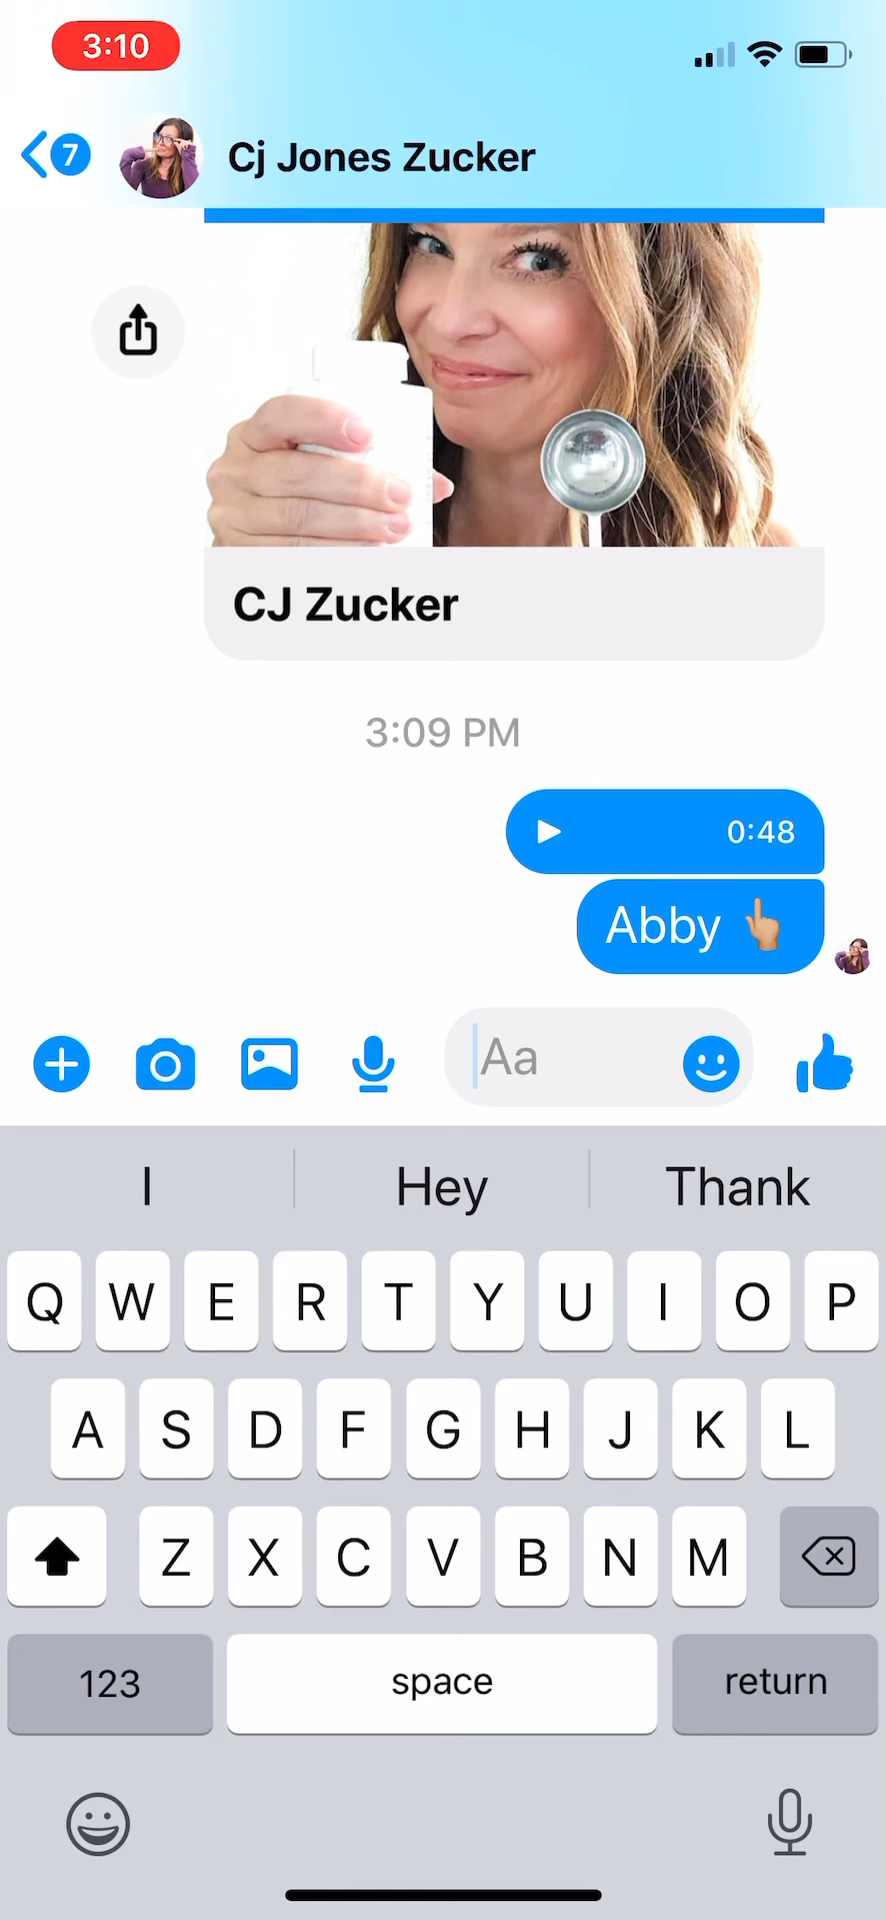 3:10
7
Cj Jones Zucker
CJ Zucker
3:09 PM
0:48
Abby 👆🏼
Aa
I Hey Thank
Q W E R T Y U I O P
A S D F G H J K L
Z X C V B N M
123 space return